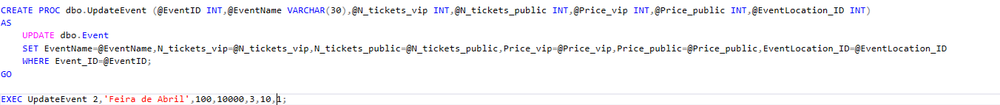 CREATE PROC dbo.UpdateEvent (@EventID INT,@EventName VARCHAR(30),@N_tickets_vip INT,@N_tickets_public INT,@Price_vip INT,@Price_public INT,@EventLocation_ID INT)
AS
UPDATE dbo.Event
SET EventName=@EventName,N_tickets_vip=@N_tickets_vip,N_tickets_public=@N_tickets_public,Price_vip=@Price_vip,Price_public=@Price_public,EventLocation_ID=@EventLocation_ID
WHERE Event_ID=@EventID;
GO
EXEC UpdateEvent 2,'Feira de Abril',100,10000,3,10,1;